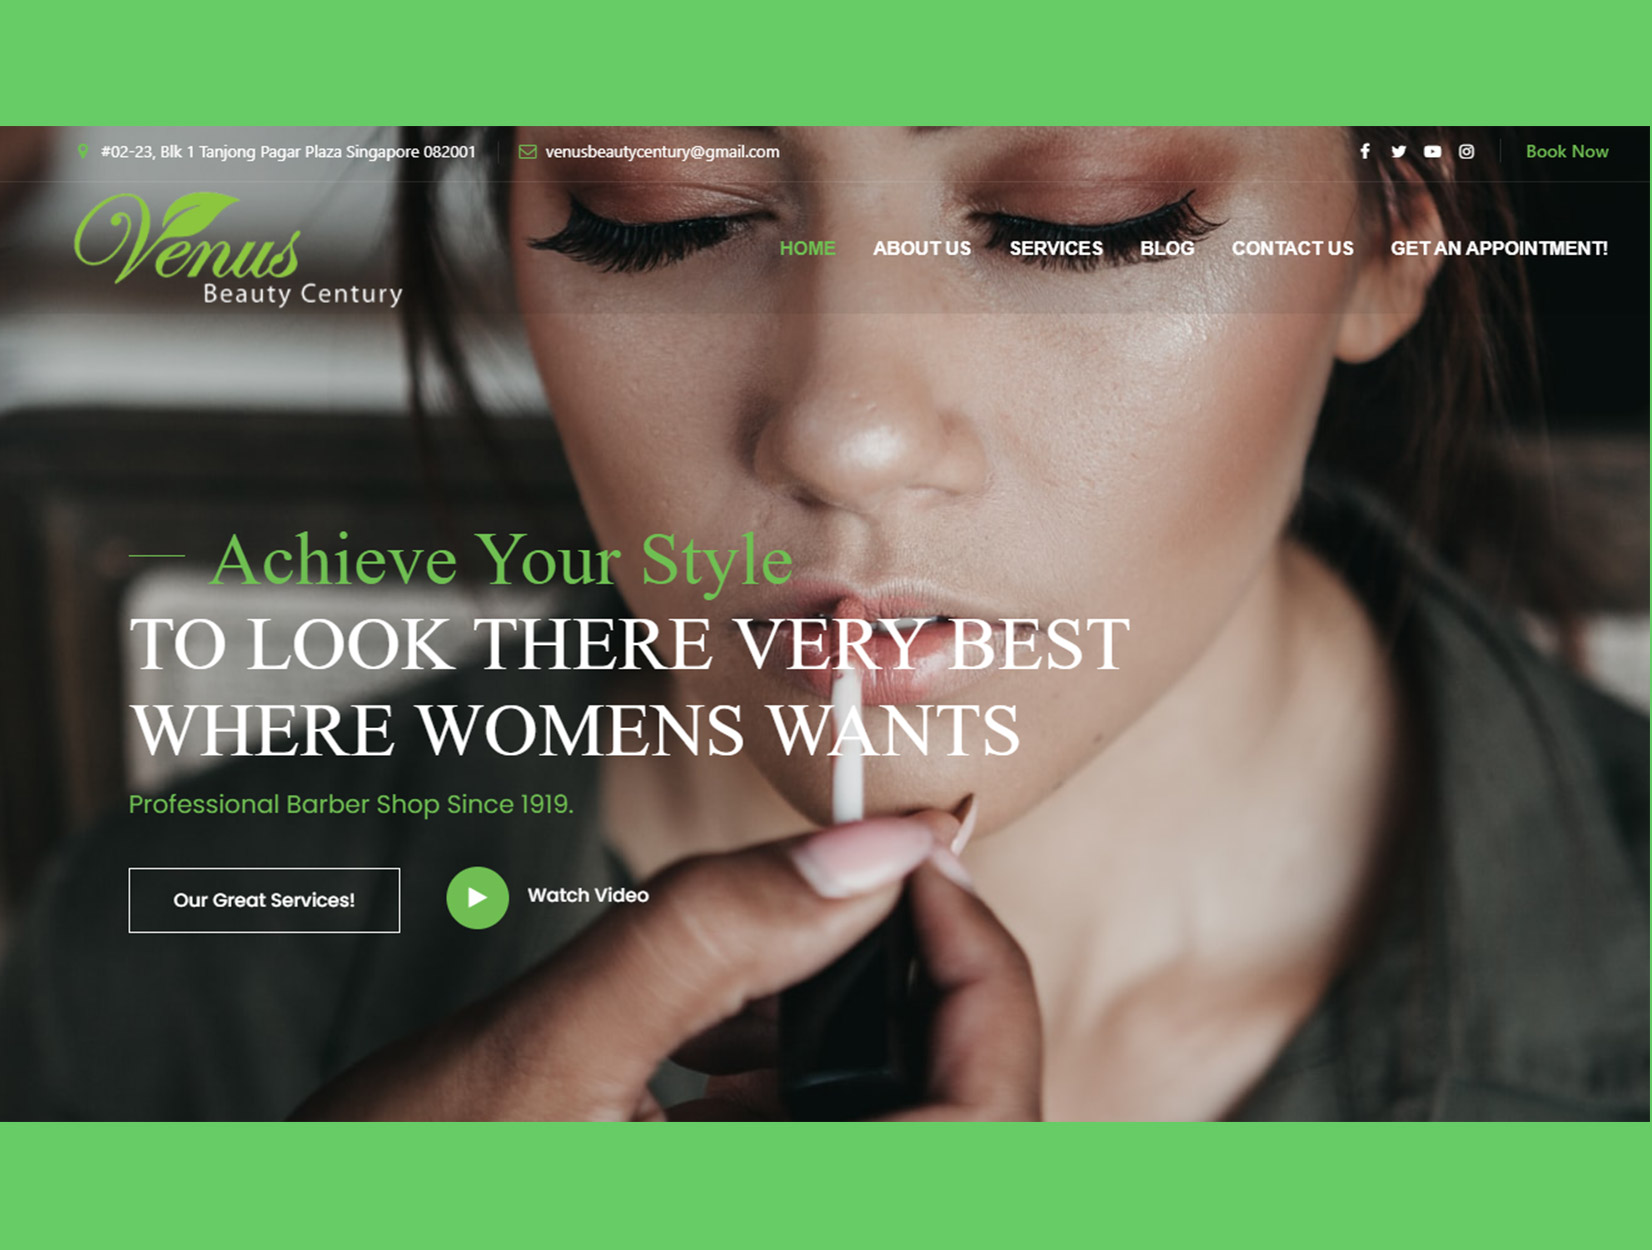 #02-23, Blk 1 Tanjong Pagar Plaza Singapore 082001
venusbeautycentury@gmail.com
Book Now
Venus
Beauty Century
HOME
ABOUT US
SERVICES
BLOG
CONTACT US
GET AN APPOINTMENT!
Achieve Your Style
TO LOOK THERE VERY BEST
WHERE WOMENS WANTS
Professional Barber Shop Since 1919.
Our Great Services!
Watch Video